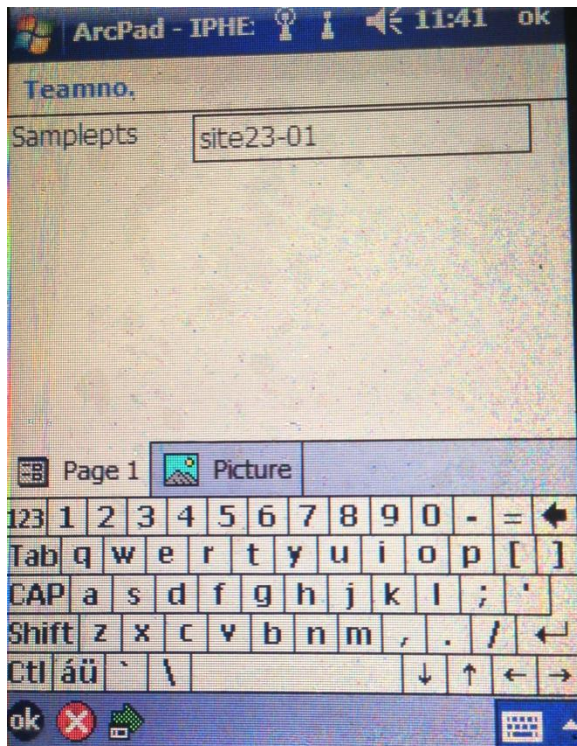 ArcPad - IPHE: 11:41 ok
Teamno.
Samplepts site23-01
Page 1 Picture
123 1 2 3 4 5 6 7 8 9 0 - =
Tab q w e r t y u i o p [ ]
CAP a s d f g h j k l ; '
Shift z x c v b n m , . /
Ctl áü ` \ ↓ ↑ ← →
ok